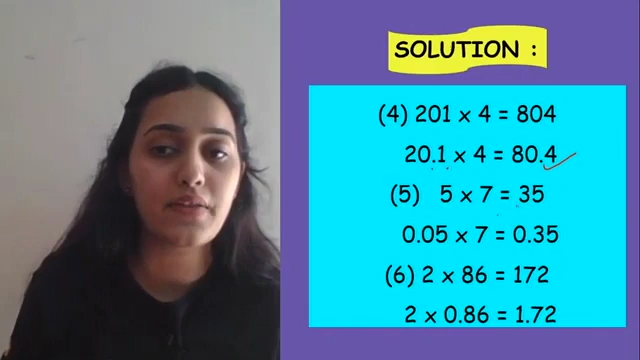 SOLUTION :
(4) 201 x 4 = 804
20.1 x 4 = 80.4
(5) 5 x 7 = 35
0.05 x 7 = 0.35
(6) 2 x 86 = 172
2 x 0.86 = 1.72